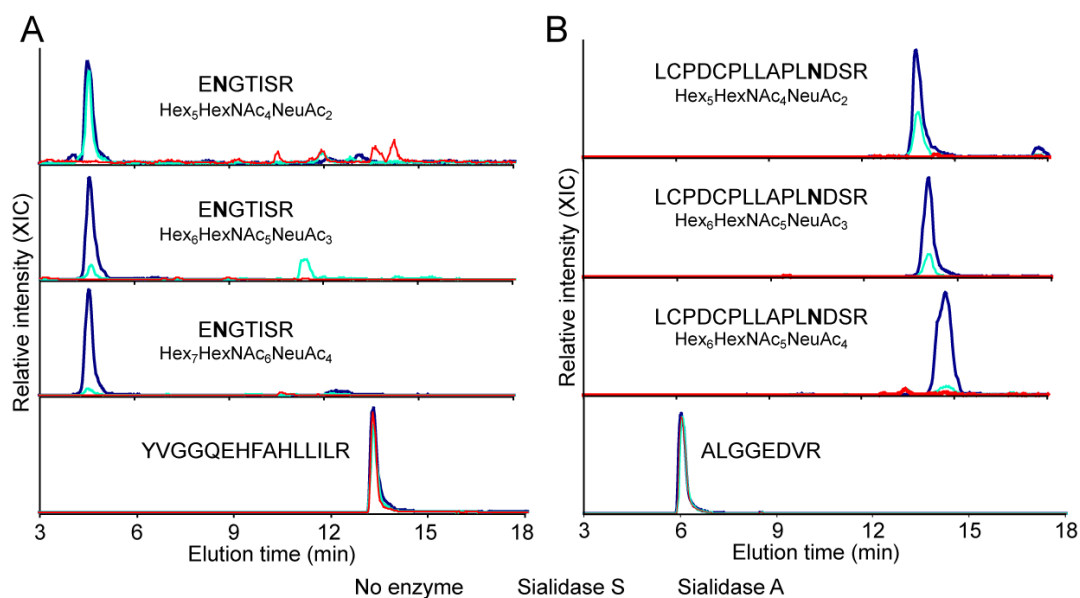 A
ENGTISR
Hex₅HexNAc₄NeuAc₂
ENGTISR
Hex₆HexNAc₅NeuAc₃
ENGTISR
Hex₇HexNAc₆NeuAc₄
YVGGQEHFAHLLILR
Relative intensity (XIC)
3 6 9 12 15 18
Elution time (min)
B
LCPDCPLLAPLNDSR
Hex₅HexNAc₄NeuAc₂
LCPDCPLLAPLNDSR
Hex₆HexNAc₅NeuAc₃
LCPDCPLLAPLNDSR
Hex₆HexNAc₅NeuAc₄
ALGGEDVR
Relative intensity (XIC)
3 6 9 12 15 18
Elution time (min)
No enzyme Sialidase S Sialidase A